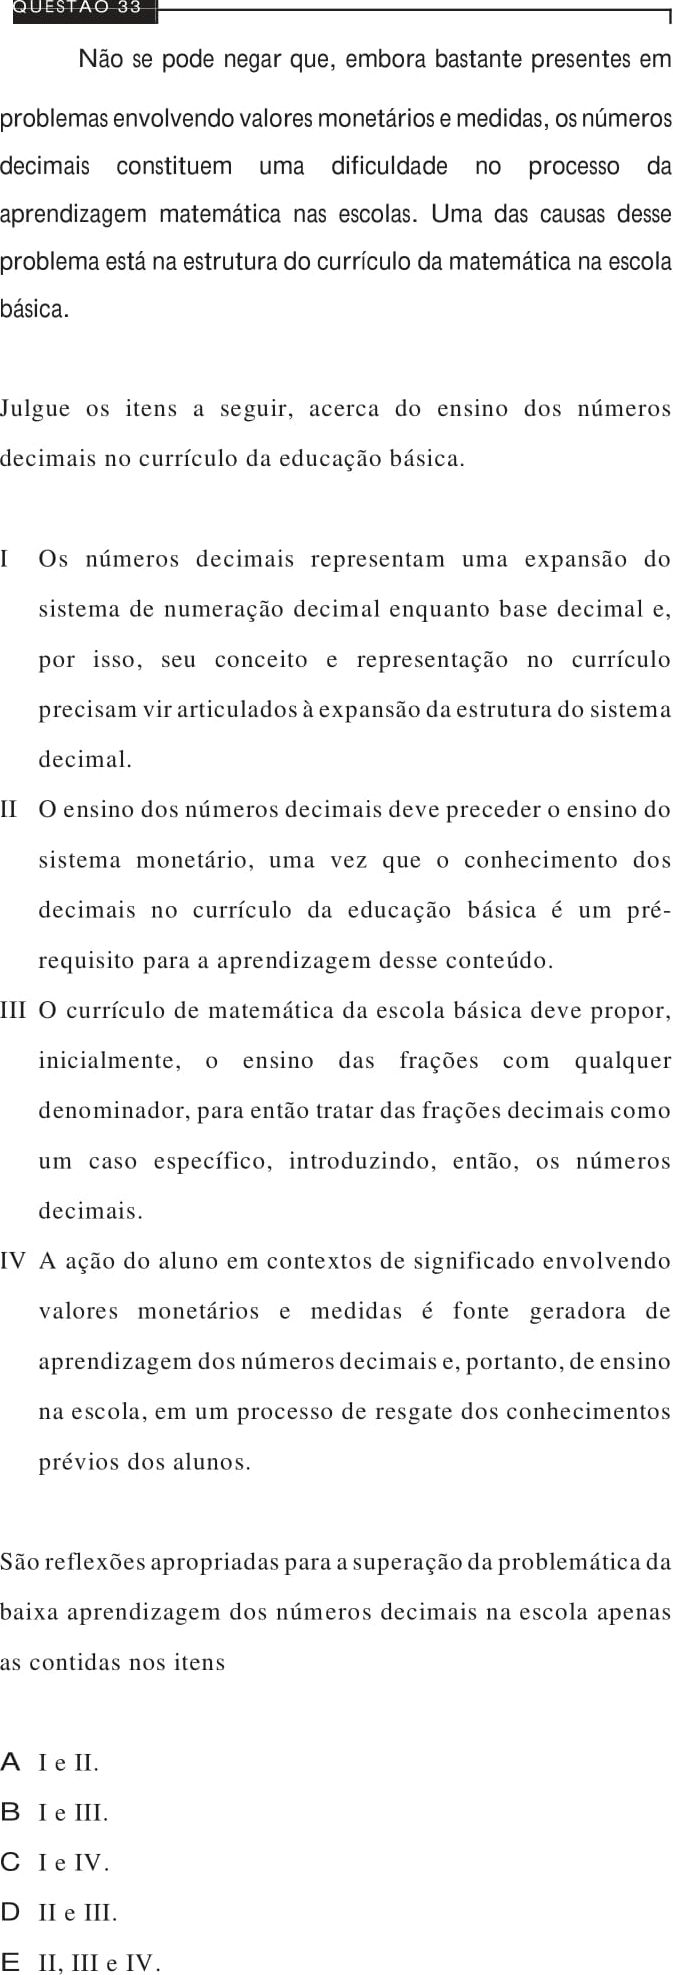 QUESTÃO 33
Não se pode negar que, embora bastante presentes em
problemas envolvendo valores monetários e medidas, os números
decimais constituem uma dificuldade no processo da
aprendizagem matemática nas escolas. Uma das causas desse
problema está na estrutura do currículo da matemática na escola
básica.
Julgue os itens a seguir, acerca do ensino dos números
decimais no currículo da educação básica.
I Os números decimais representam uma expansão do
sistema de numeração decimal enquanto base decimal e,
por isso, seu conceito e representação no currículo
precisam vir articulados à expansão da estrutura do sistema
decimal.
II O ensino dos números decimais deve preceder o ensino do
sistema monetário, uma vez que o conhecimento dos
decimais no currículo da educação básica é um pré-
requisito para a aprendizagem desse conteúdo.
III O currículo de matemática da escola básica deve propor,
inicialmente, o ensino das frações com qualquer
denominador, para então tratar das frações decimais como
um caso específico, introduzindo, então, os números
decimais.
IV A ação do aluno em contextos de significado envolvendo
valores monetários e medidas é fonte geradora de
aprendizagem dos números decimais e, portanto, de ensino
na escola, em um processo de resgate dos conhecimentos
prévios dos alunos.
São reflexões apropriadas para a superação da problemática da
baixa aprendizagem dos números decimais na escola apenas
as contidas nos itens
A I e II.
B I e III.
C I e IV.
D II e III.
E II, III e IV.